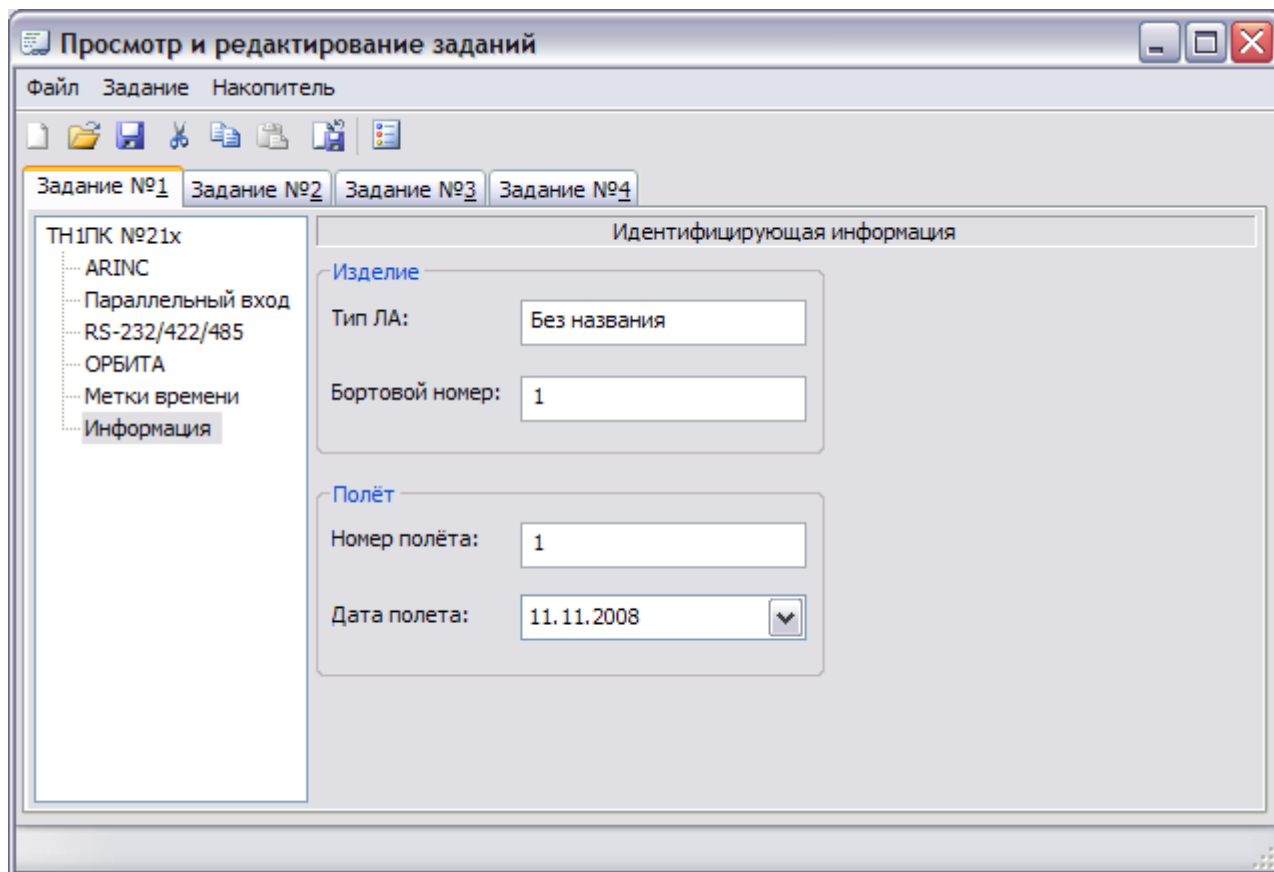 Просмотр и редактирование заданий
Файл Задание Накопитель
Задание №1 Задание №2 Задание №3 Задание №4
ТН1ПК №21х
ARINC
Параллельный вход
RS-232/422/485
ОРБИТА
Метки времени
Информация
Идентифицирующая информация
Изделие
Тип ЛА: Без названия
Бортовой номер: 1
Полёт
Номер полёта: 1
Дата полета: 11.11.2008